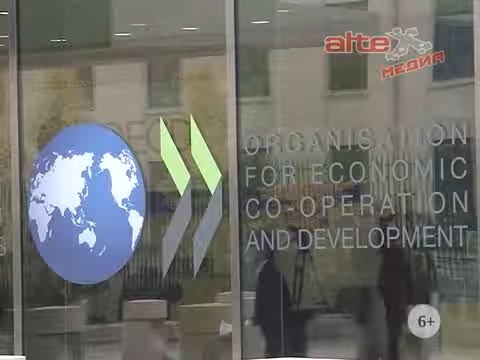 alte
МЕДИА
ORGANISATION
FOR ECONOMIC
CO-OPERATION
AND DEVELOPMENT
6+